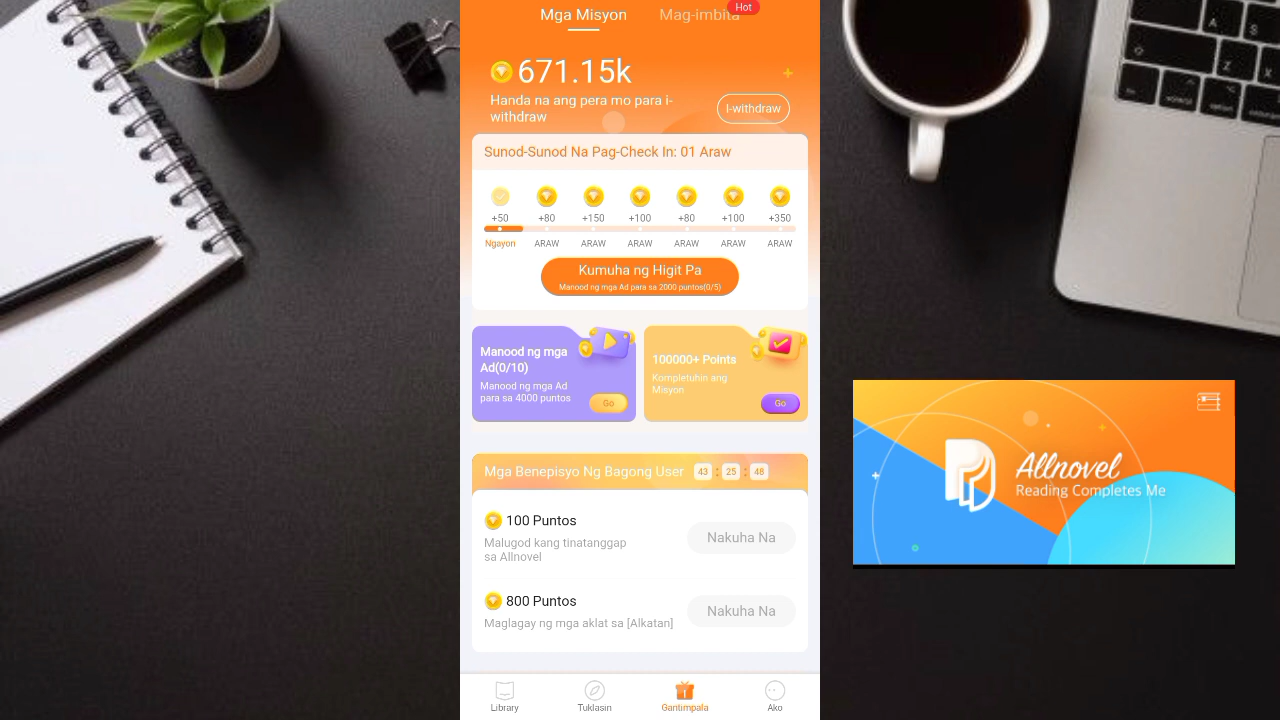 Mga Misyon
Mag-imbita
Hot
671.15k
Handa na ang pera mo para i-
withdraw
i-withdraw
Sunod-Sunod Na Pag-Check In: 01 Araw
+50 +80 +150 +100 +80 +100 +350
Ngayon ARAW ARAW ARAW ARAW ARAW ARAW
Kumuha ng Higit Pa
Manood ng mga Ad para sa 2000 puntos(0/5)
Manood ng mga
Ad(0/10)
Manood ng mga Ad
para sa 4000 puntos
Go
100000+ Points
Kompletuhin ang
Misyon
Go
Mga Benepisyo Ng Bagong User 43 : 25 : 48
100 Puntos
Malugod kang tinatanggap
sa Allnovel
Nakuha Na
800 Puntos
Maglagay ng mga aklat sa [Alkatan]
Nakuha Na
Library Tuklasin Gantimpala Ako
Allnovel
Reading Completes Me
A
S
Z
X
option